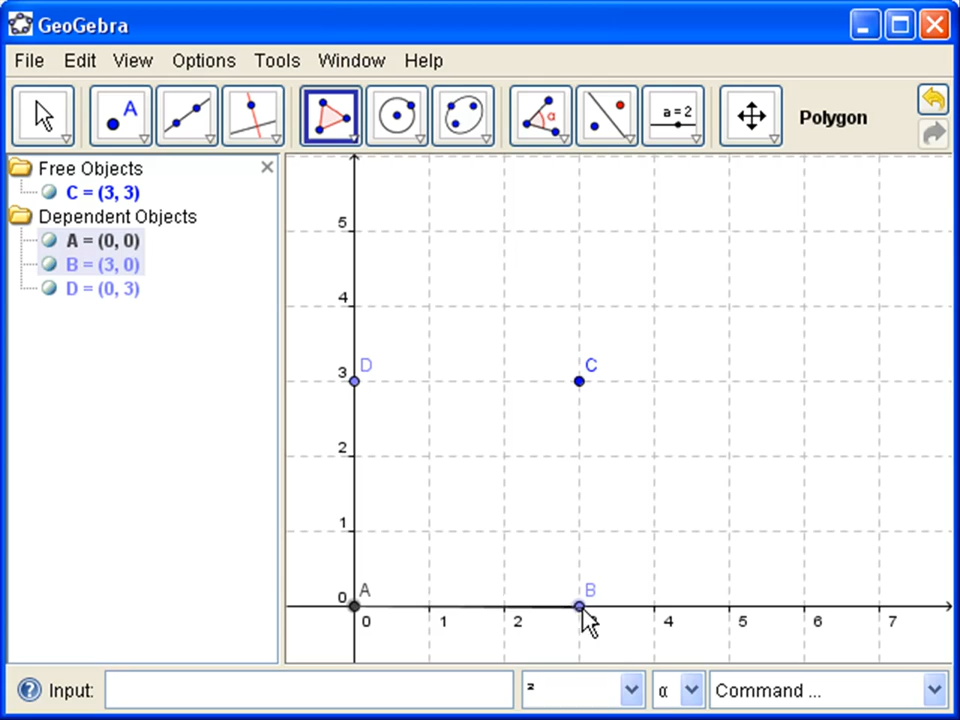 GeoGebra
File Edit View Options Tools Window Help
A α a=2 Polygon
Free Objects
C = (3, 3)
Dependent Objects
A = (0, 0)
B = (3, 0)
D = (0, 3)
5
4
3 D C
2
1
0 A B
0 1 2 4 5 6 7
Input: ² α Command ...